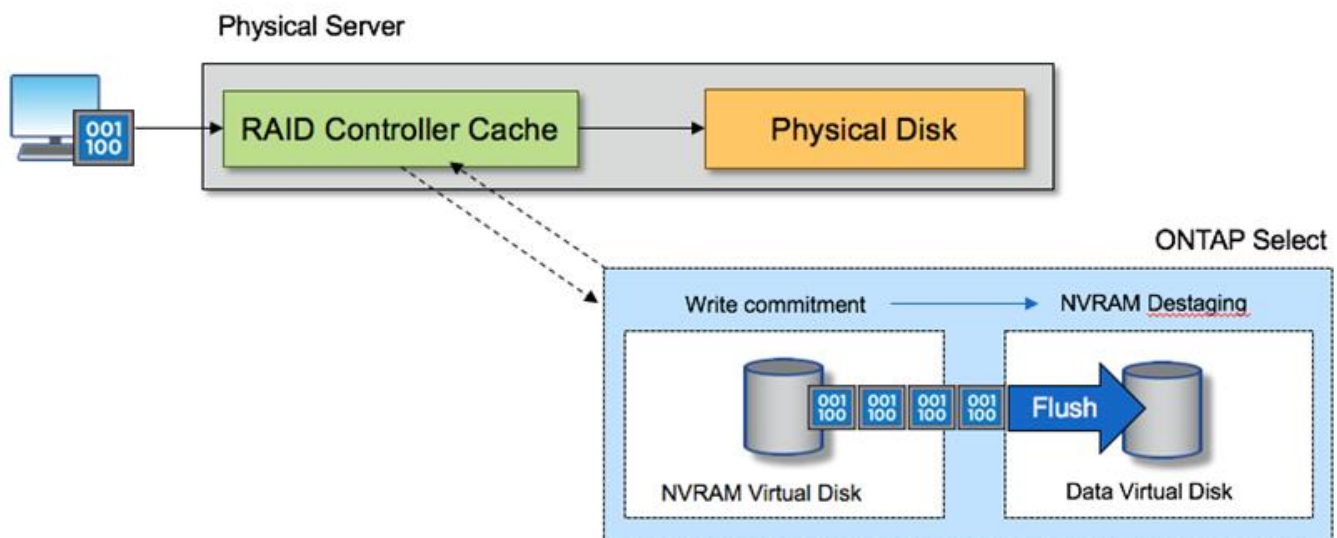 Physical Server
001
100
RAID Controller Cache
Physical Disk
ONTAP Select
Write commitment
NVRAM Destaging
001
100
001
100
001
100
001
100
Flush
NVRAM Virtual Disk
Data Virtual Disk